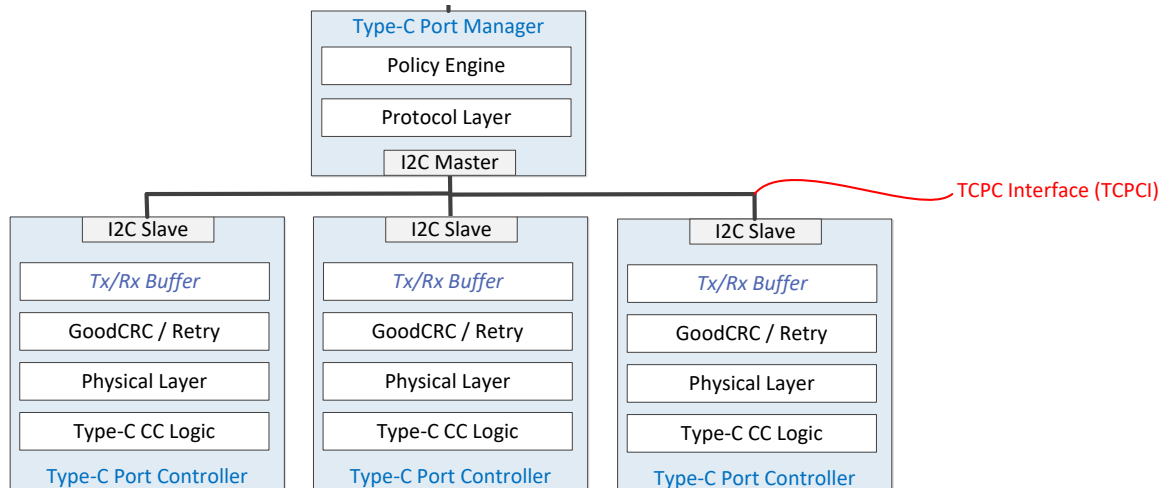 Type-C Port Manager
Policy Engine
Protocol Layer
I2C Master
TCPC Interface (TCPCI)
I2C Slave
Tx/Rx Buffer
GoodCRC / Retry
Physical Layer
Type-C CC Logic
Type-C Port Controller
I2C Slave
Tx/Rx Buffer
GoodCRC / Retry
Physical Layer
Type-C CC Logic
Type-C Port Controller
I2C Slave
Tx/Rx Buffer
GoodCRC / Retry
Physical Layer
Type-C CC Logic
Type-C Port Controller